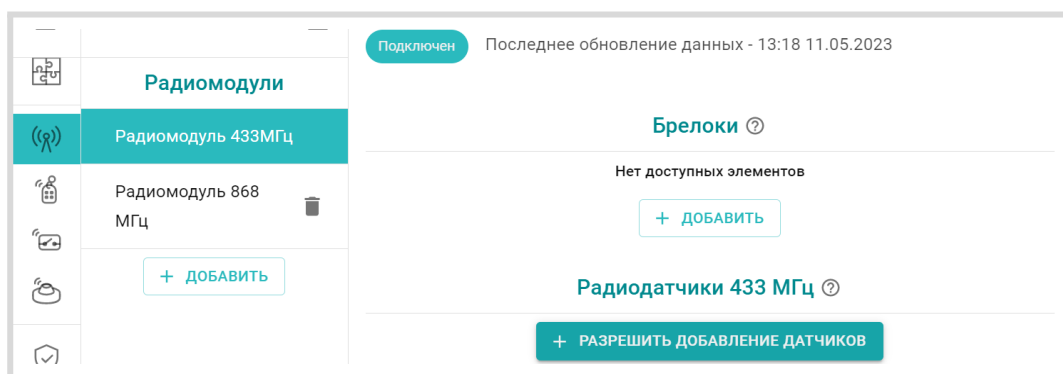 Радиомодули
Радиомодуль 433МГц
Радиомодуль 868
МГц
+ ДОБАВИТЬ
Подключен
Последнее обновление данных - 13:18 11.05.2023
Брелоки
Нет доступных элементов
+ ДОБАВИТЬ
Радиодатчики 433 МГц
+ РАЗРЕШИТЬ ДОБАВЛЕНИЕ ДАТЧИКОВ